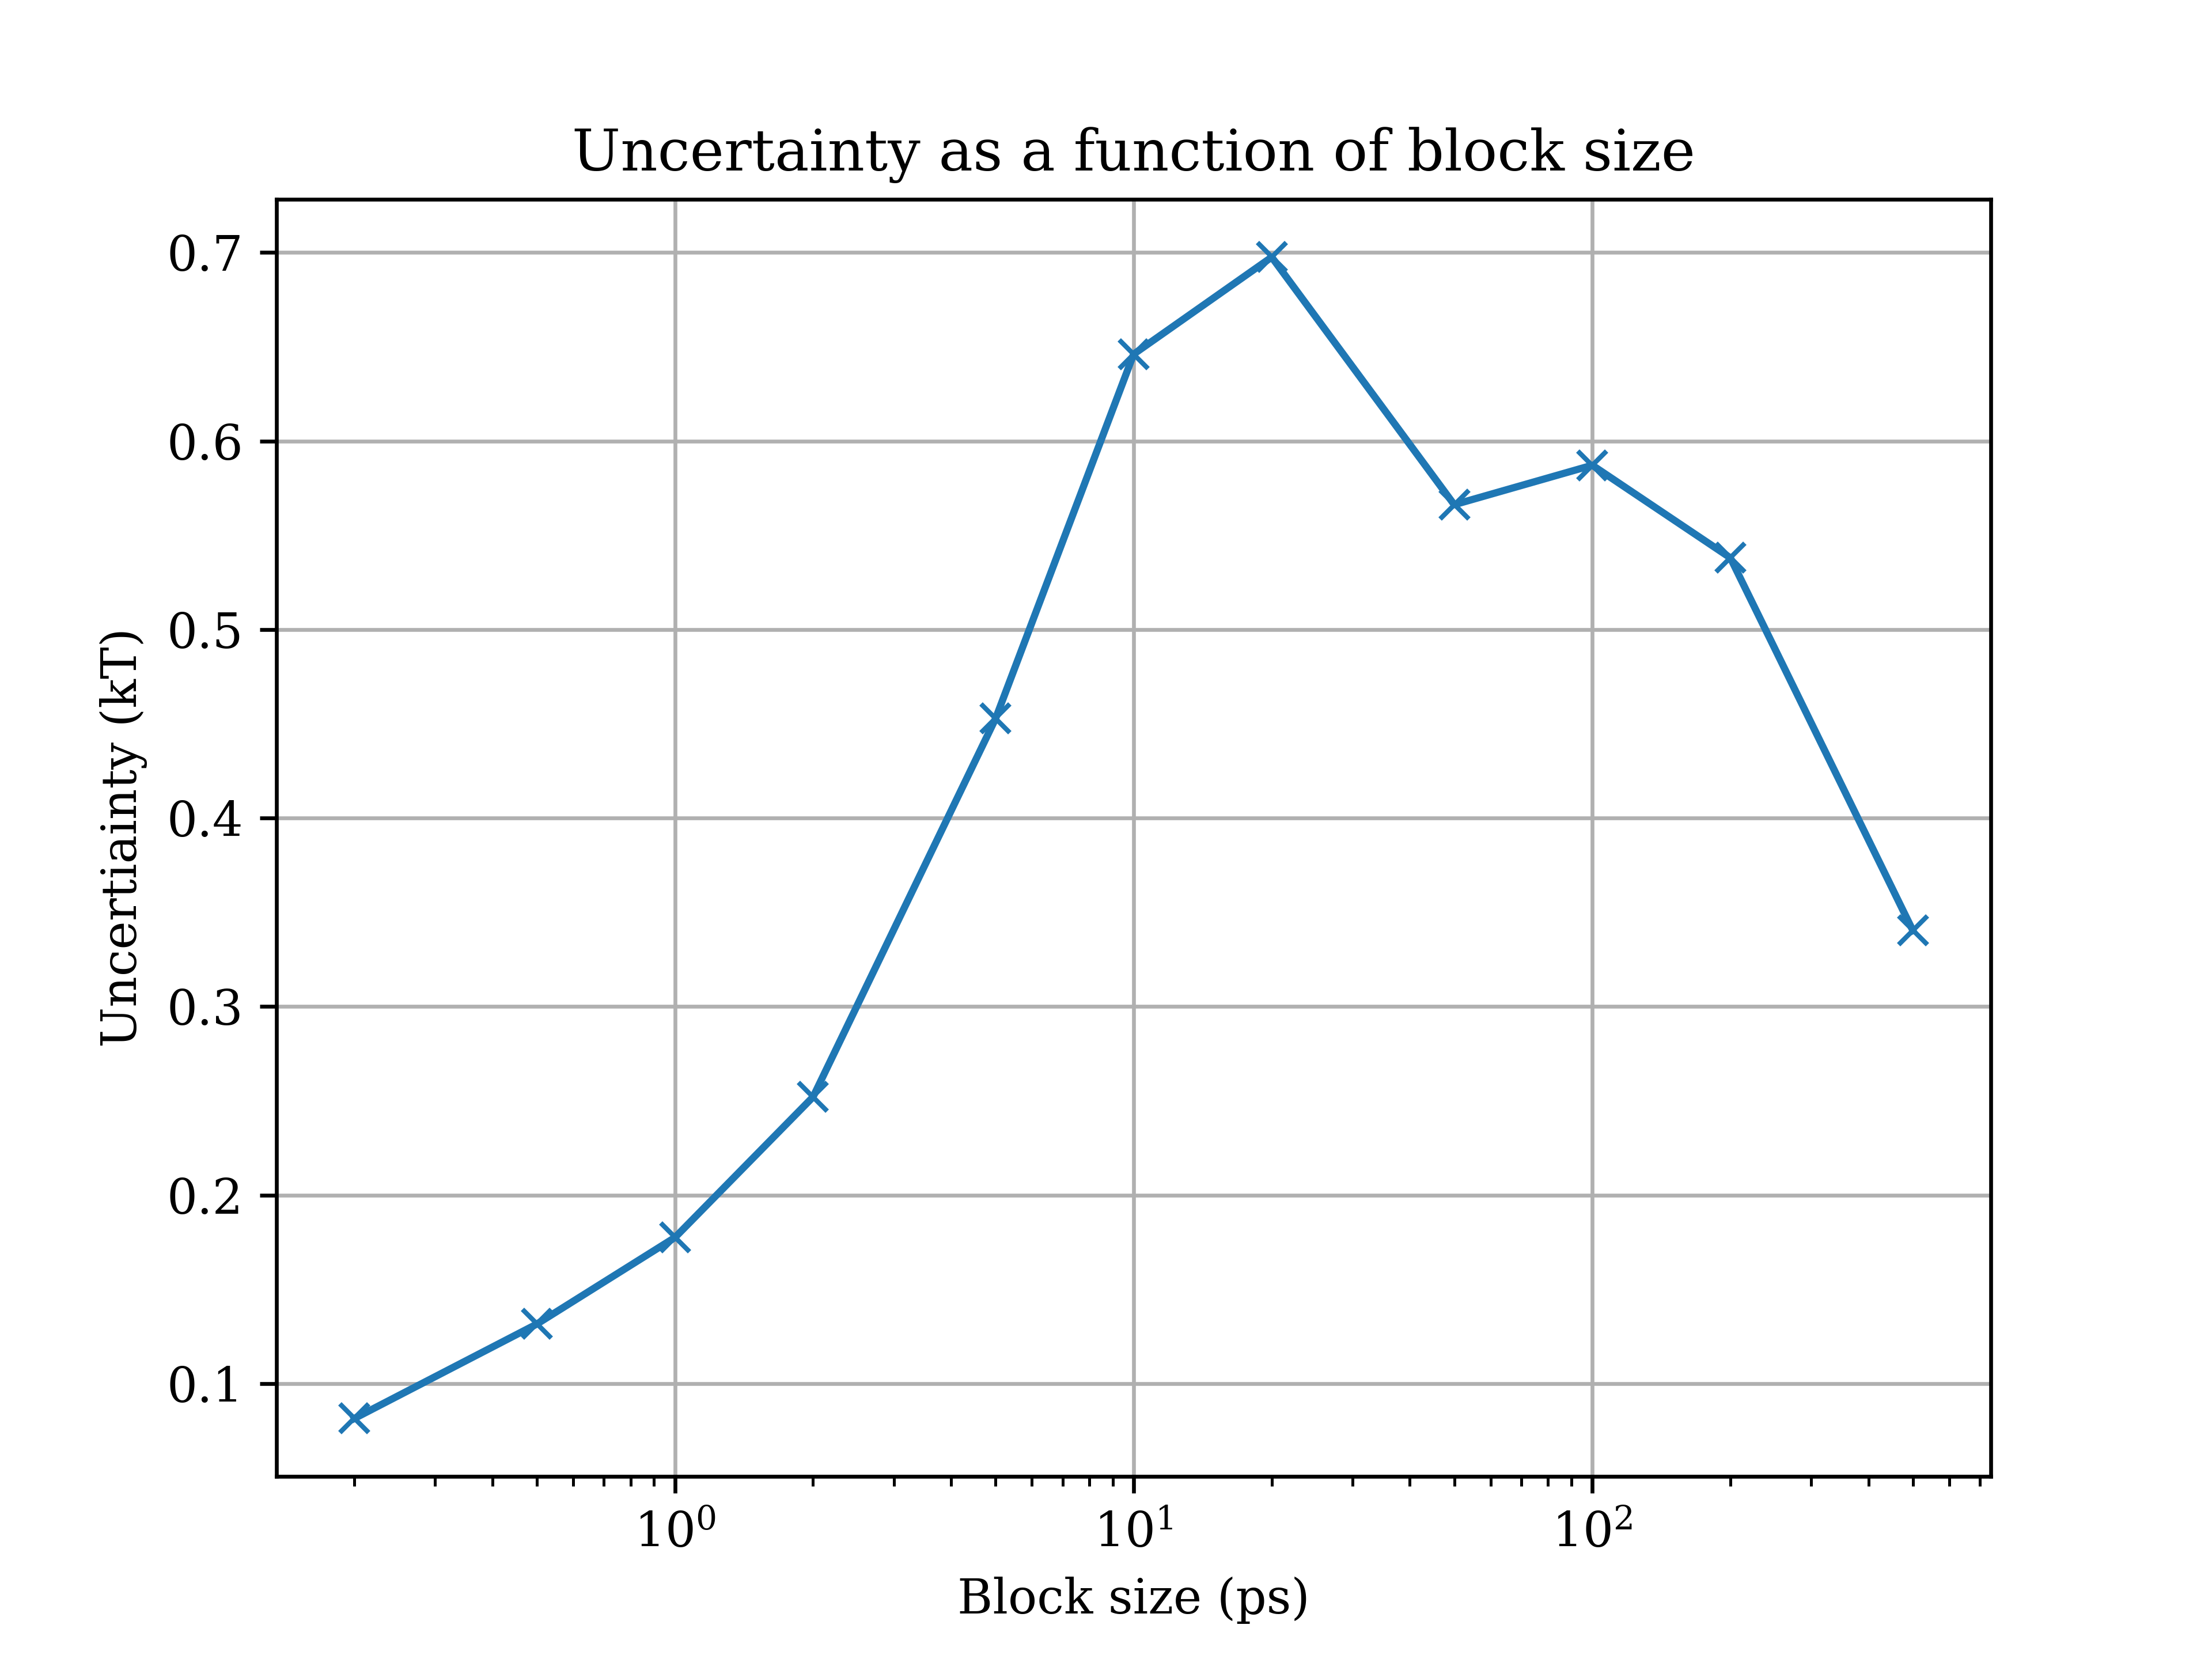 Uncertainty as a function of block size
0.7
0.6
0.5
0.4
0.3
0.2
0.1
Uncertiainty (kT)
10⁰ 10¹ 10²
Block size (ps)